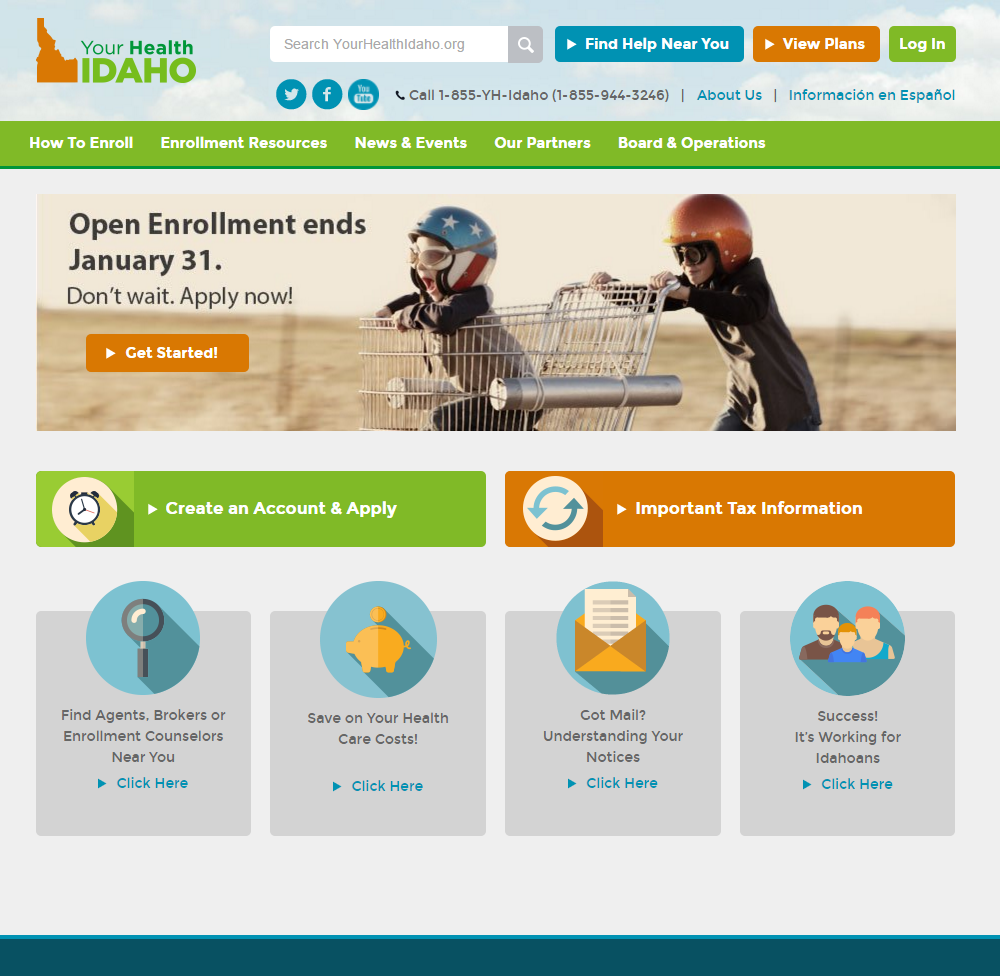 Your Health
IDAHO
Search YourHealthIdaho.org
Find Help Near You
View Plans
Log In
You
Tube
Call 1-855-YH-Idaho (1-855-944-3246) | About Us | Información en Español
How To Enroll
Enrollment Resources
News & Events
Our Partners
Board & Operations
Open Enrollment ends
January 31.
Don't wait. Apply now!
Get Started!
Create an Account & Apply
Important Tax Information
Find Agents, Brokers or
Enrollment Counselors
Near You
Click Here
Save on Your Health
Care Costs!
Click Here
Got Mail?
Understanding Your
Notices
Click Here
Success!
It's Working for
Idahoans
Click Here